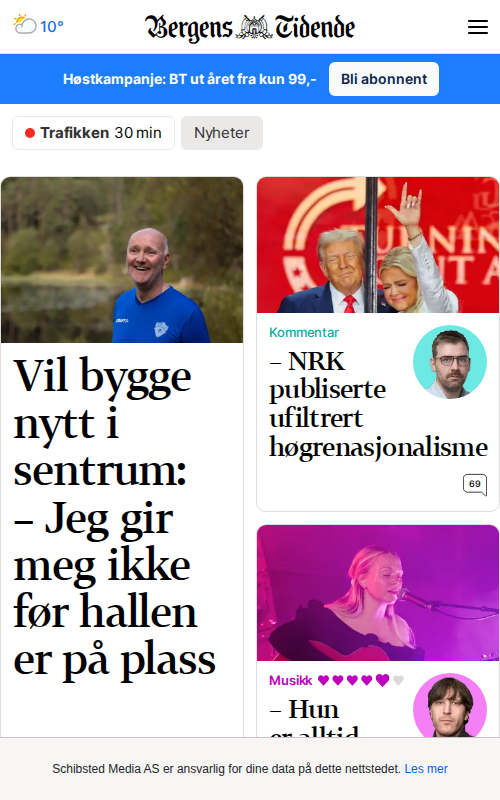 10°
Bergens Tidende
Høstkampanje: BT ut året fra kun 99,-
Bli abonnent
Trafikken 30 min
Nyheter
Vil bygge
nytt i
sentrum:
– Jeg gir
meg ikke
før hallen
er på plass
Kommentar
– NRK
publiserte
ufiltrert
høgrenasjonalisme
69
Musikk
– Hun
er alltid
Schibsted Media AS er ansvarlig for dine data på dette nettstedet. Les mer